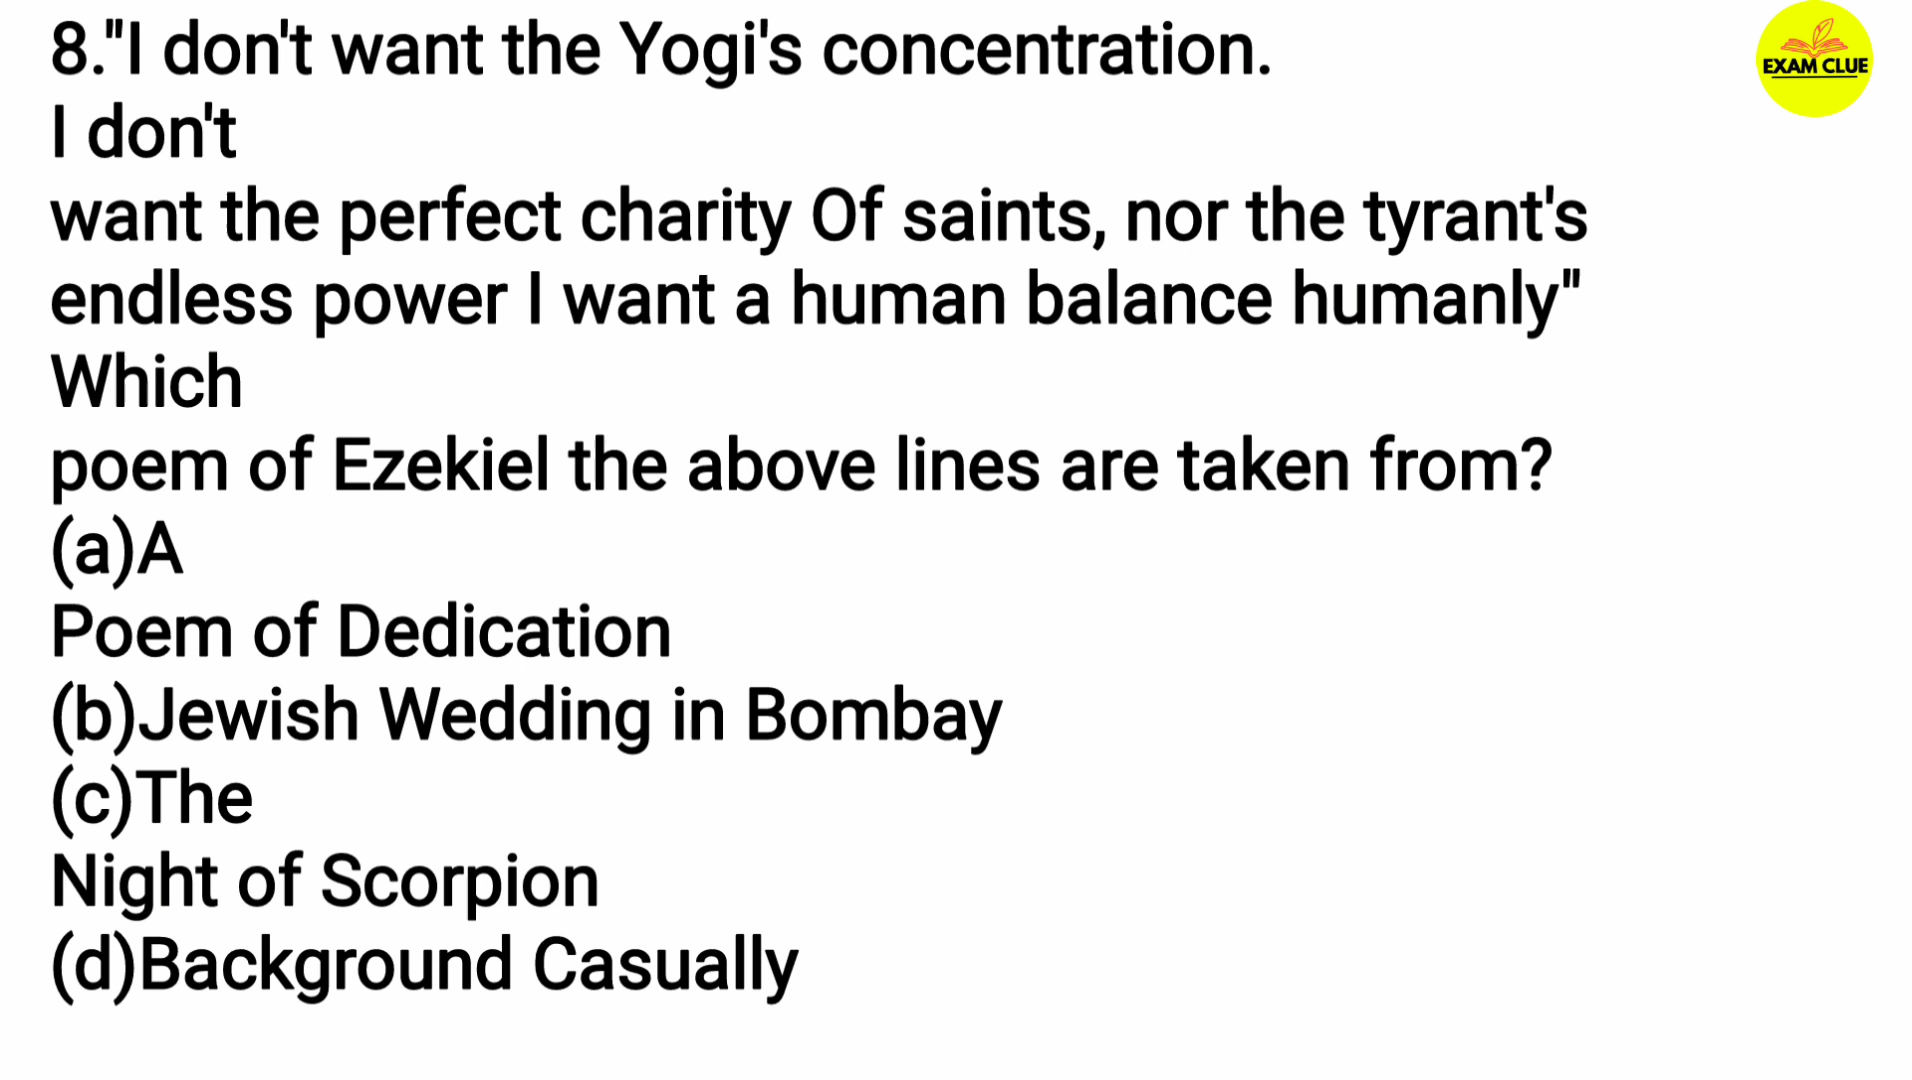 8."I don't want the Yogi's concentration.
I don't
want the perfect charity Of saints, nor the tyrant's
endless power I want a human balance humanly"
Which
poem of Ezekiel the above lines are taken from?
(a)A
Poem of Dedication
(b)Jewish Wedding in Bombay
(c)The
Night of Scorpion
(d)Background Casually
EXAM CLUE